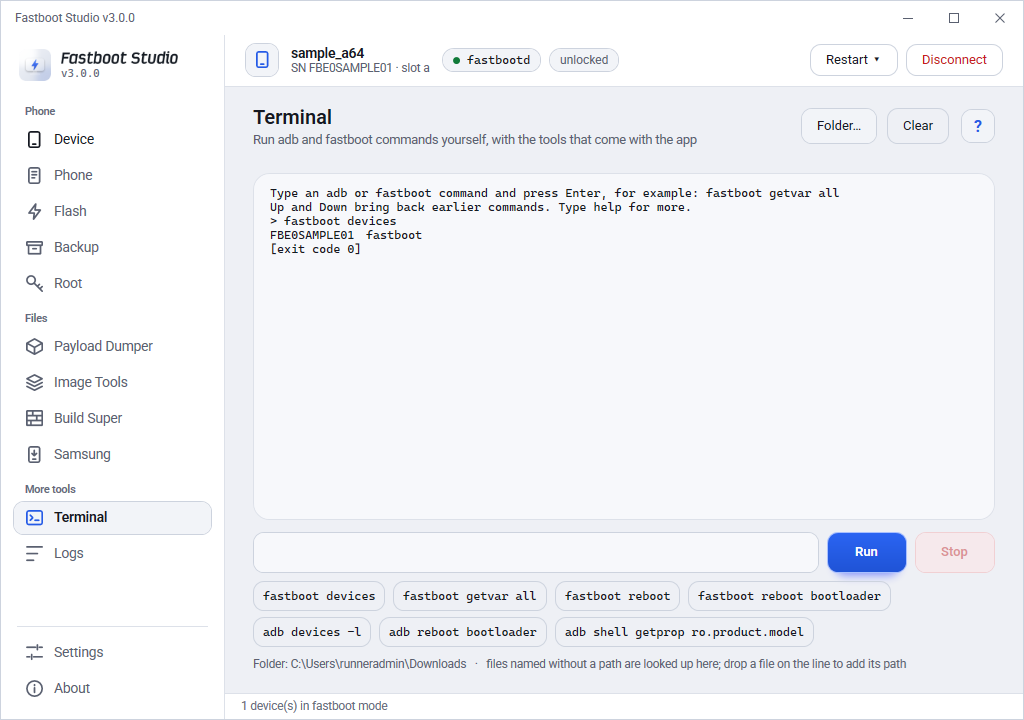 Fastboot Studio v3.0.0
Fastboot Studio
v3.0.0
Phone
Device
Phone
Flash
Backup
Root
Files
Payload Dumper
Image Tools
Build Super
Samsung
More tools
Terminal
Logs
Settings
About
sample_a64
SN FBE0SAMPLE01 · slot a
fastbootd
unlocked
Restart ▾
Disconnect
Terminal
Run adb and fastboot commands yourself, with the tools that come with the app
Folder…
Clear
?
Type an adb or fastboot command and press Enter, for example: fastboot getvar all
Up and Down bring back earlier commands. Type help for more.
> fastboot devices
FBE0SAMPLE01  fastboot
[exit code 0]
Run
Stop
fastboot devices
fastboot getvar all
fastboot reboot
fastboot reboot bootloader
adb devices -l
adb reboot bootloader
adb shell getprop ro.product.model
Folder: C:\Users\runneradmin\Downloads · files named without a path are looked up here; drop a file on the line to add its path
1 device(s) in fastboot mode